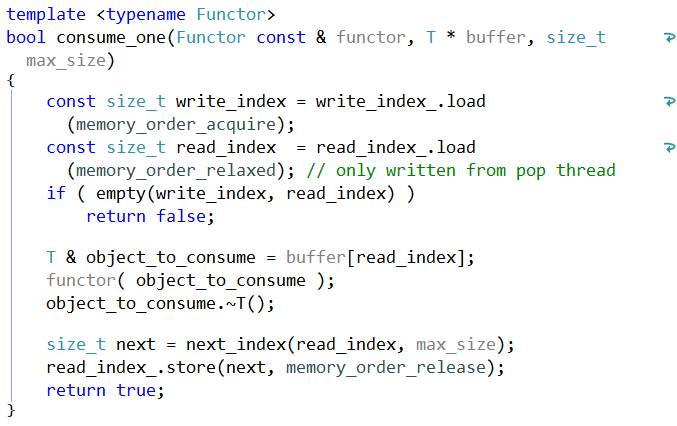 template <typename Functor>
bool consume_one(Functor const & functor, T * buffer, size_t
  max_size)
{
    const size_t write_index = write_index_.load
      (memory_order_acquire);
    const size_t read_index  = read_index_.load
      (memory_order_relaxed); // only written from pop thread
    if ( empty(write_index, read_index) )
        return false;

    T & object_to_consume = buffer[read_index];
    functor( object_to_consume );
    object_to_consume.~T();

    size_t next = next_index(read_index, max_size);
    read_index_.store(next, memory_order_release);
    return true;
}